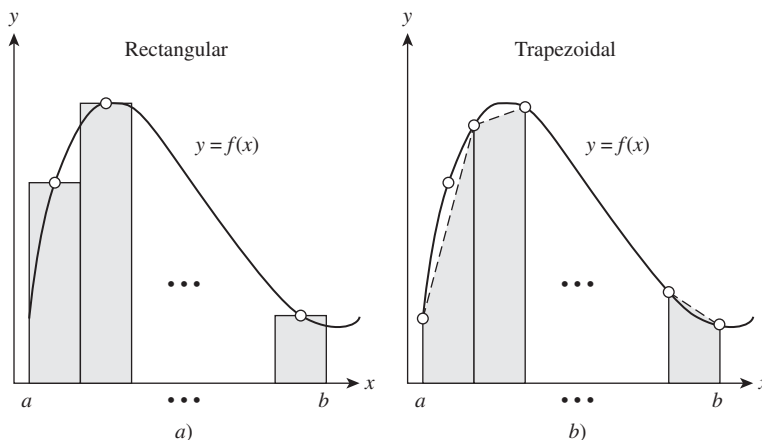 y
Rectangular
y = f(x)
•••
x
a
•••
b
a)
y
Trapezoidal
y = f(x)
•••
x
a
•••
b
b)